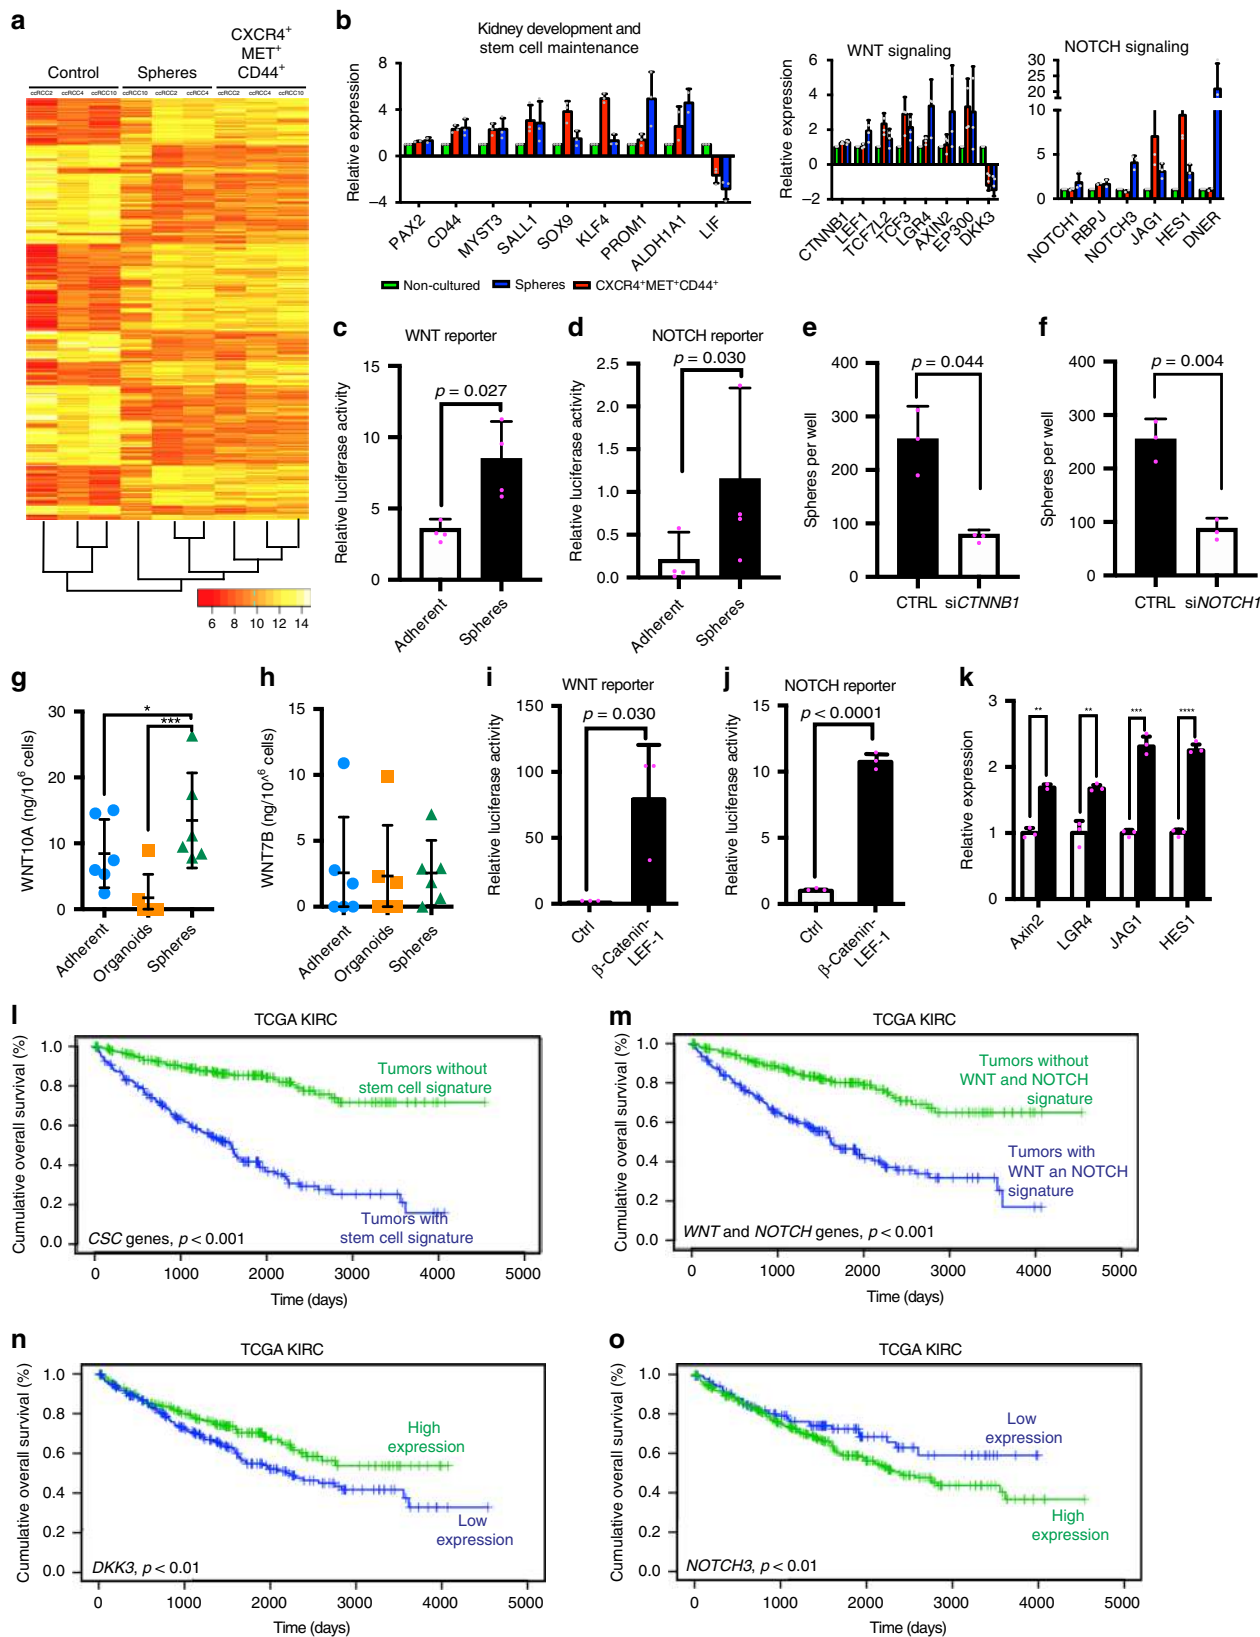 a
Control
Spheres
CXCR4+
MET+
CD44+
ccRCC2 ccRCC4 ccRCC10 ccRCC10 ccRCC2 ccRCC4 ccRCC2 ccRCC4 ccRCC10
6 8 10 12 14
b
Kidney development and
stem cell maintenance
Relative expression
8
4
0
−4
PAX2 CD44 MYST3 SALL1 SOX9 KLF4 PROM1 ALDH1A1 LIF
WNT signaling
Relative expression
6
4
2
0
−2
CTNNB1 LEF1 TCF7L2 TCF3 LGR4 AXIN2 EP300 DKK3
NOTCH signaling
30
25
20
10
5
0
NOTCH1 RBPJ NOTCH3 JAG1 HES1 DNER
Non-cultured Spheres CXCR4+MET+CD44+
c
WNT reporter
Relative luciferase activity
15
10
5
0
p = 0.027
Adherent Spheres
d
NOTCH reporter
Relative luciferase activity
2.5
2.0
1.5
1.0
0.5
0.0
p = 0.030
Adherent Spheres
e
Spheres per well
400
300
200
100
0
p = 0.044
CTRL siCTNNB1
f
Spheres per well
400
300
200
100
0
p = 0.004
CTRL siNOTCH1
g
WNT10A (ng/10⁶ cells)
30
20
10
0
*
***
Adherent Organoids Spheres
h
WNT7B (ng/10^⁶ cells)
15
10
5
0
Adherent Organoids Spheres
i
WNT reporter
Relative luciferase activity
150
100
50
0
p = 0.030
Ctrl β-Catenin-
LEF-1
j
NOTCH reporter
Relative luciferase activity
15
10
5
0
p < 0.0001
Ctrl β-Catenin-
LEF-1
k
Relative expression
3
2
1
0
** ** *** ****
Axin2 LGR4 JAG1 HES1
l
TCGA KIRC
Cumulative overall survival (%)
1.0
0.8
0.6
0.4
0.2
0.0
Tumors without
stem cell signature
Tumors with
stem cell signature
CSC genes, p < 0.001
0 1000 2000 3000 4000 5000
Time (days)
m
TCGA KIRC
Cumulative overall survival (%)
1.0
0.8
0.6
0.4
0.2
0.0
Tumors without
WNT and NOTCH
signature
Tumors with
WNT an NOTCH
signature
WNT and NOTCH genes, p < 0.001
0 1000 2000 3000 4000 5000
Time (days)
n
TCGA KIRC
Cumulative overall survival (%)
1.0
0.8
0.6
0.4
0.2
0.0
High
expression
Low
expression
DKK3, p < 0.01
0 1000 2000 3000 4000 5000
Time (days)
o
TCGA KIRC
Cumulative overall survival (%)
1.0
0.8
0.6
0.4
0.2
0.0
Low
expression
High
expression
NOTCH3, p < 0.01
0 1000 2000 3000 4000 5000
Time (days)